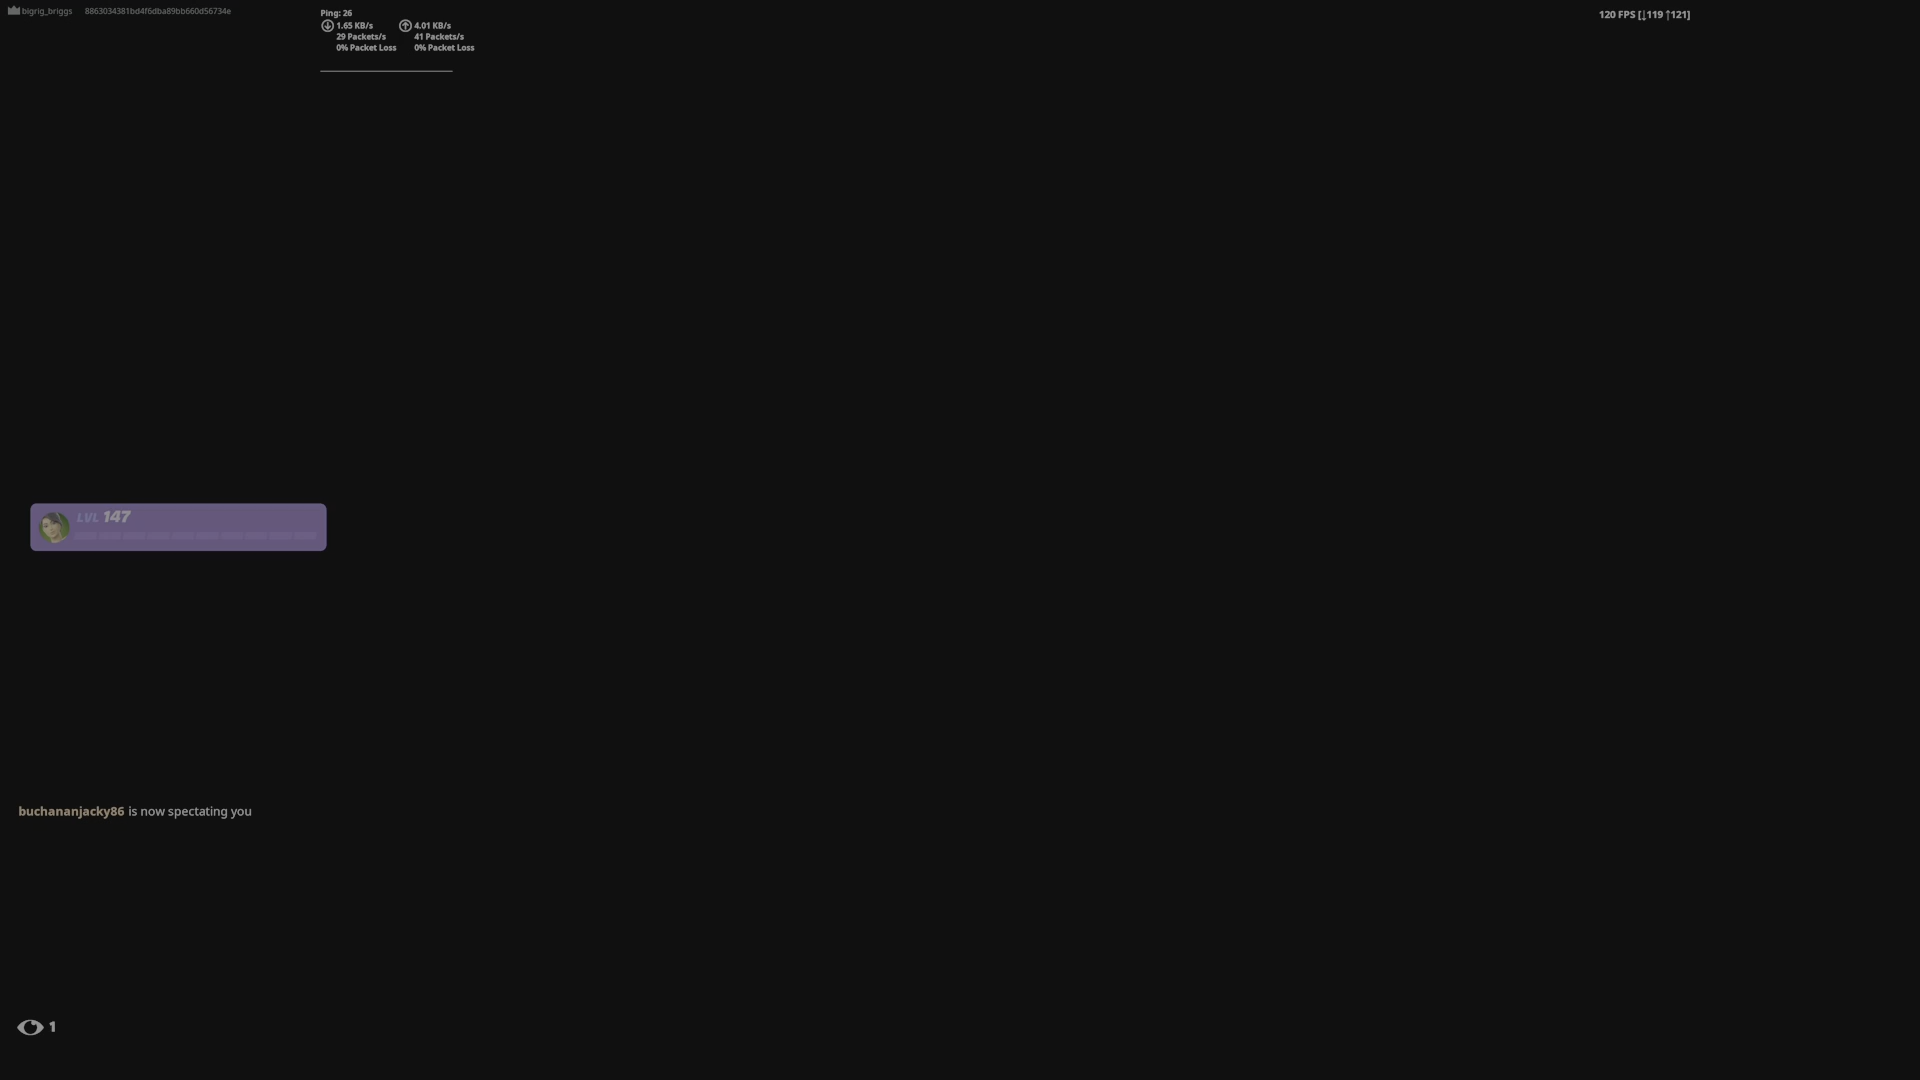 bigrig_briggs 8863034381bd4f6dba89bb660d56734e
Ping: 26
1.65 KB/s 4.01 KB/s
29 Packets/s 41 Packets/s
0% Packet Loss 0% Packet Loss
120 FPS [↓119 ↑121]
LVL 147
buchananjacky86 is now spectating you
1